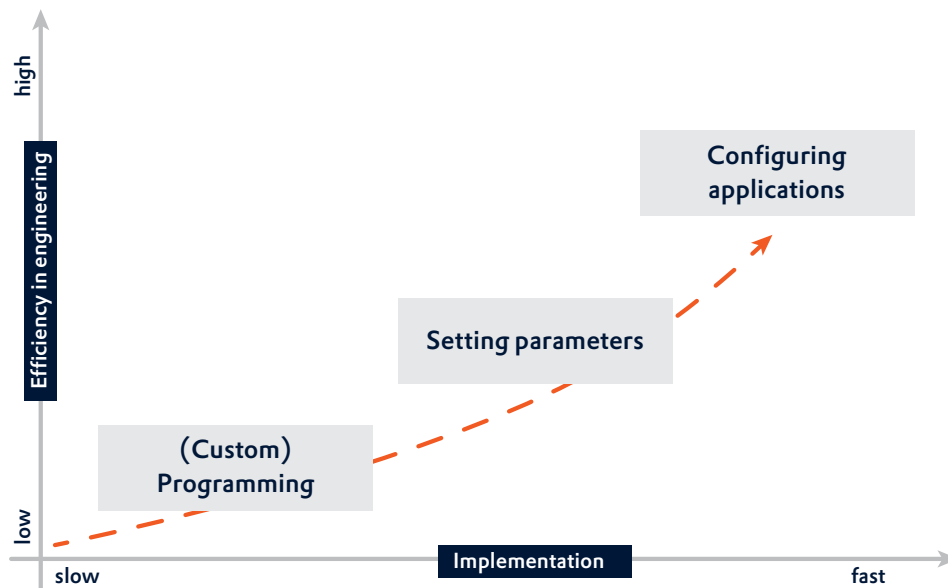 high
Efficiency in engineering
low
Configuring
applications
Setting parameters
(Custom)
Programming
Implementation
slow
fast